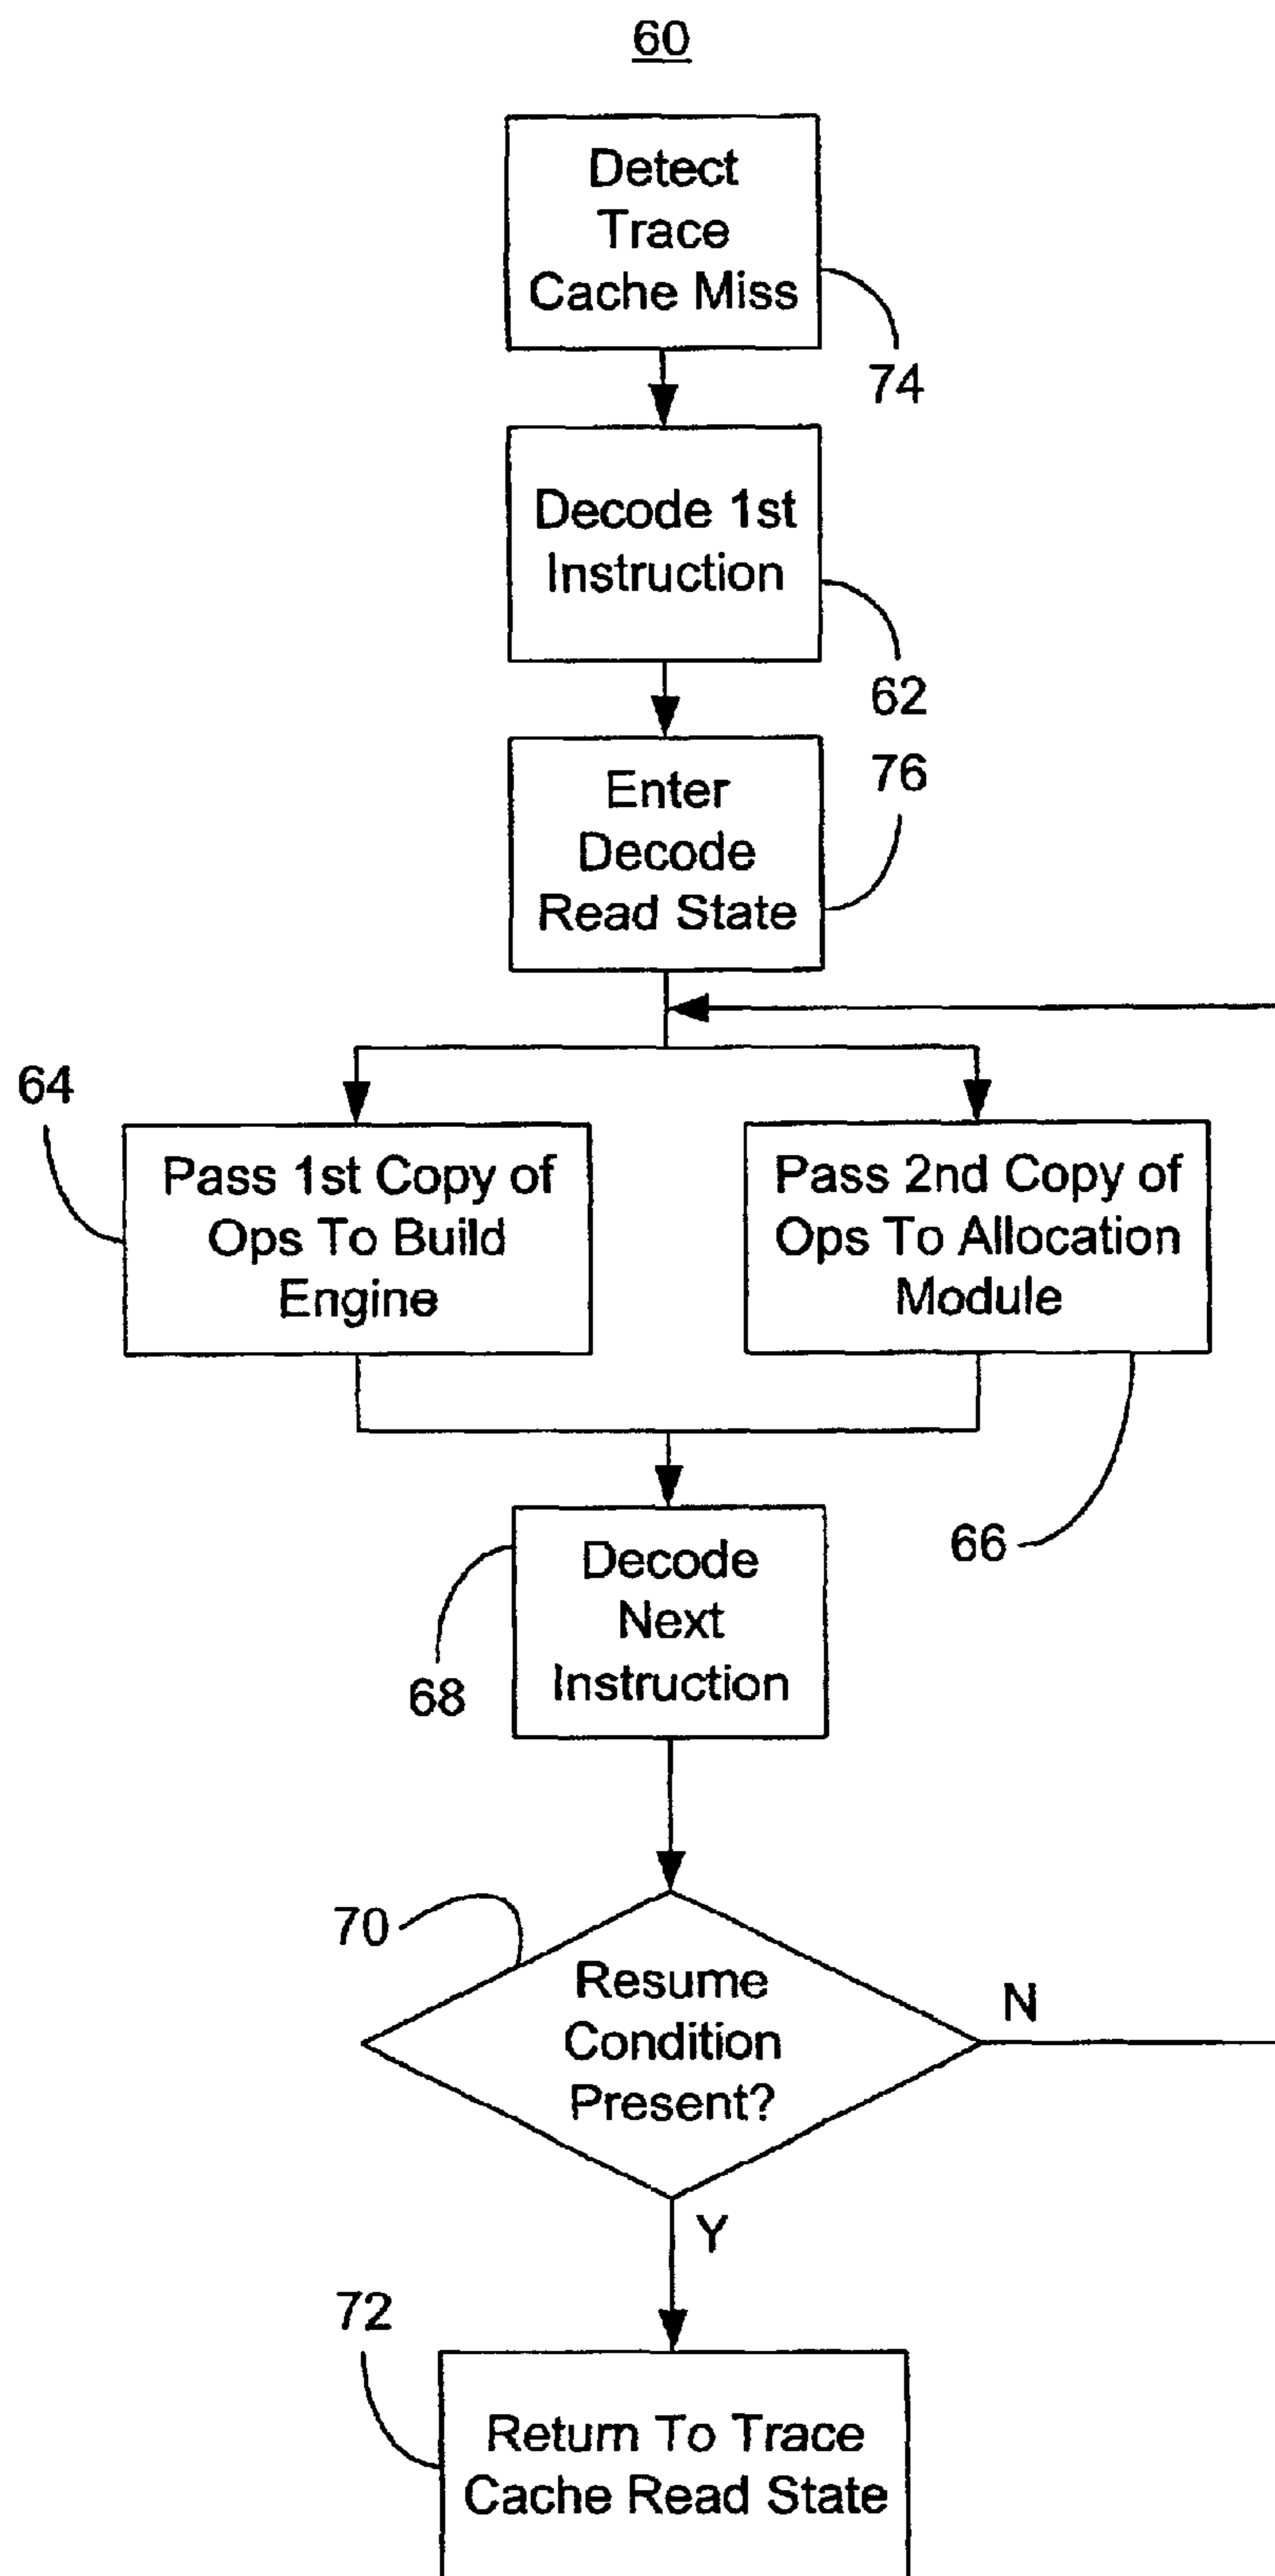 60
Detect
Trace
Cache Miss
74
Decode 1st
Instruction
62
Enter
Decode
Read State
76
64
Pass 1st Copy of
Ops To Build
Engine
Pass 2nd Copy of
Ops To Allocation
Module
66
Decode
Next
Instruction
68
70
Resume
Condition
Present?
N
Y
72
Return To Trace
Cache Read State